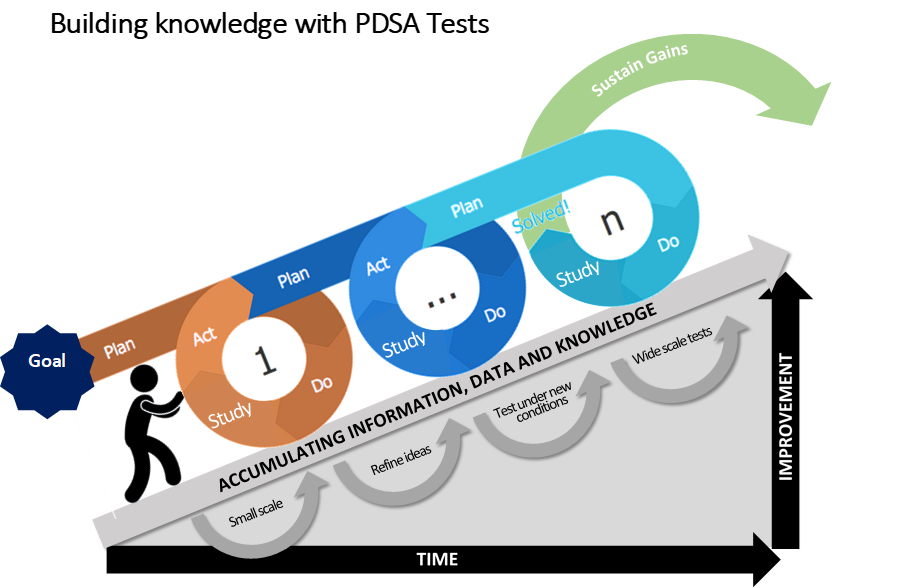 Building knowledge with PDSA Tests
Sustain Gains
Goal
Plan
Act
1
Do
Study
Plan
Act
...
Do
Study
Plan
Solved!
n
Do
Study
ACCUMULATING INFORMATION, DATA AND KNOWLEDGE
Small scale
Refine ideas
Test under new
conditions
Wide scale tests
IMPROVEMENT
TIME